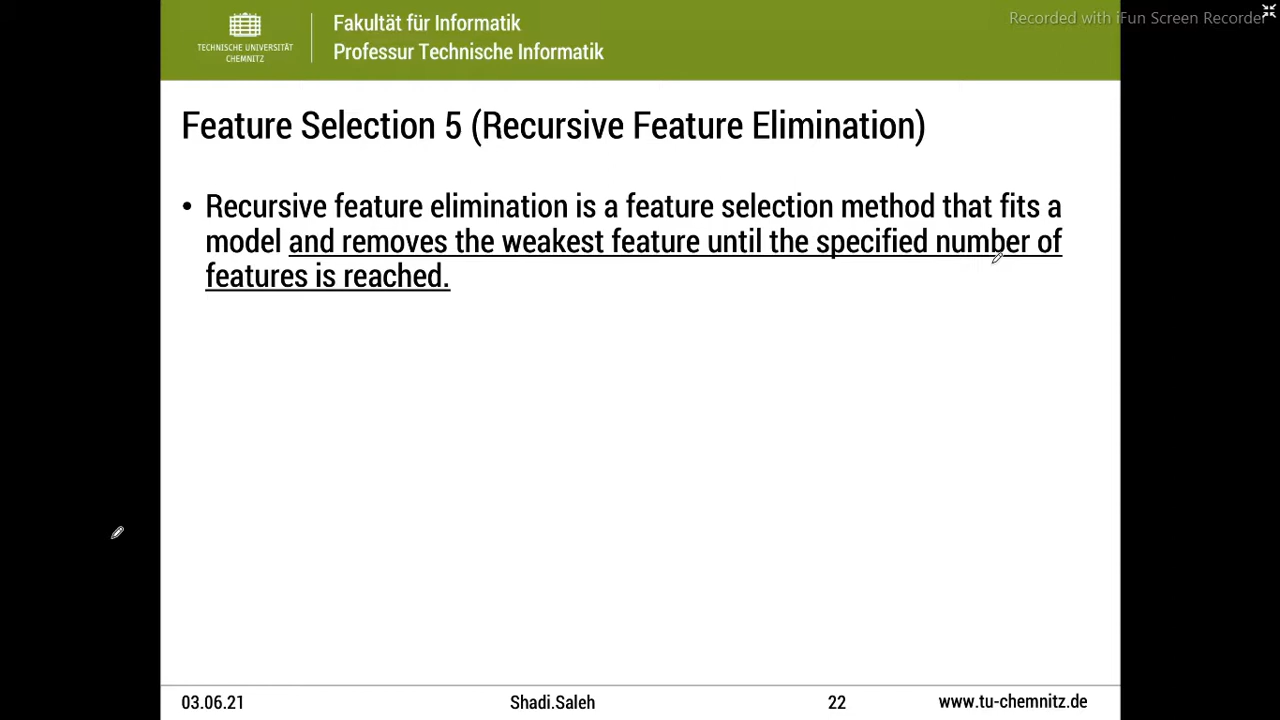 Fakultät für Informatik
Professur Technische Informatik
TECHNISCHE UNIVERSITÄT
CHEMNITZ
Recorded with iFun Screen Recorder
Feature Selection 5 (Recursive Feature Elimination)
• Recursive feature elimination is a feature selection method that fits a
model and removes the weakest feature until the specified number of
features is reached.
03.06.21 Shadi.Saleh 22 www.tu-chemnitz.de